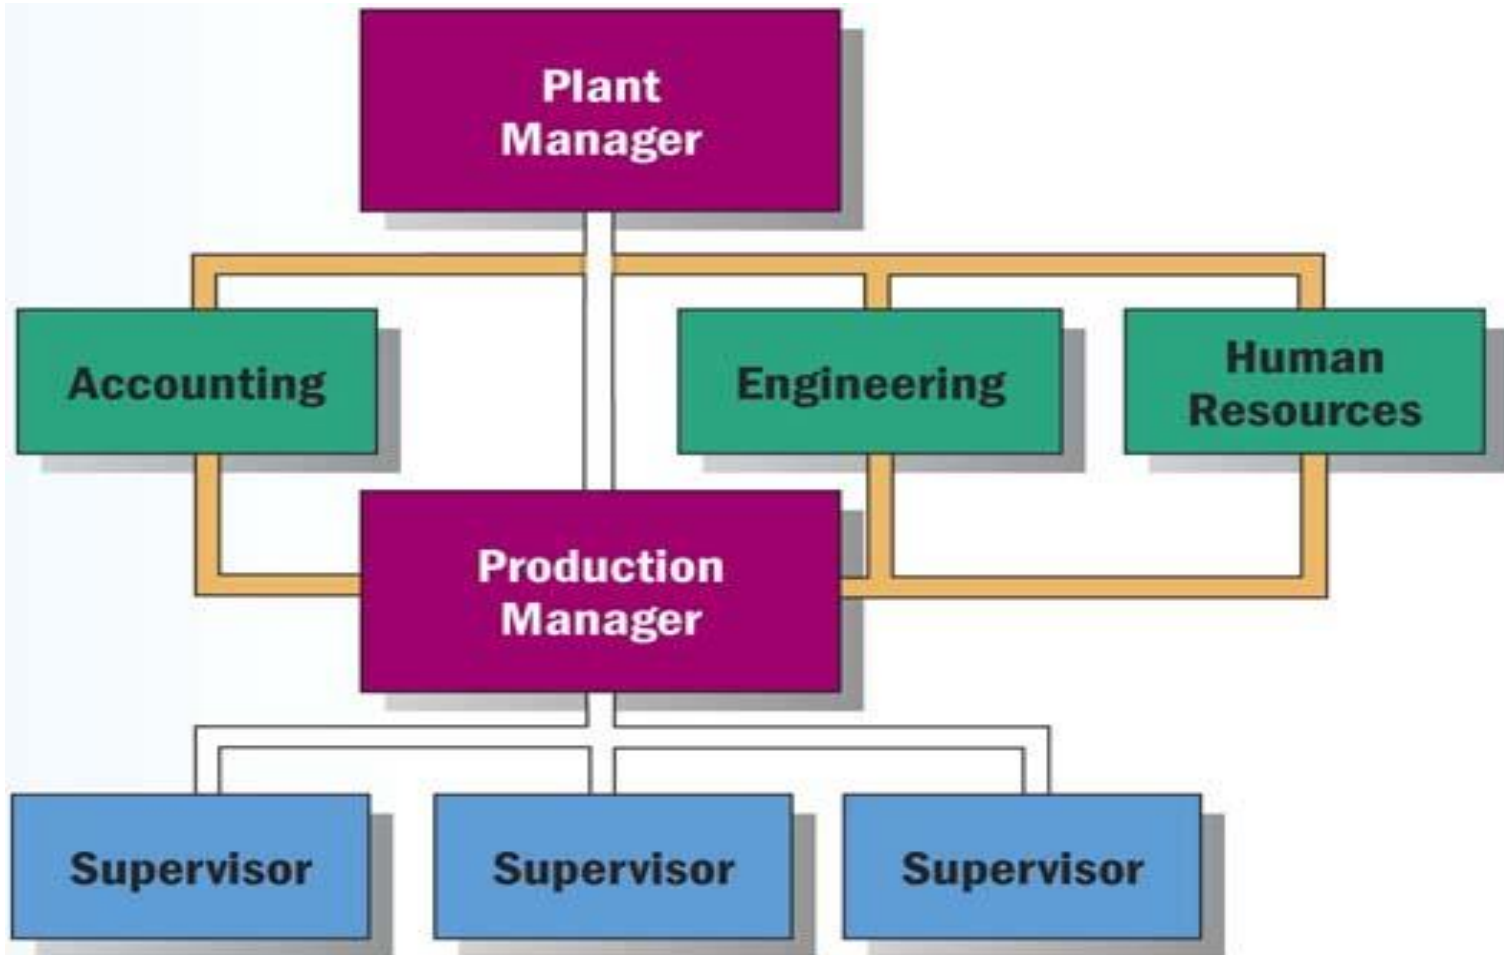 Plant
Manager
Accounting
Engineering
Human
Resources
Production
Manager
Supervisor
Supervisor
Supervisor